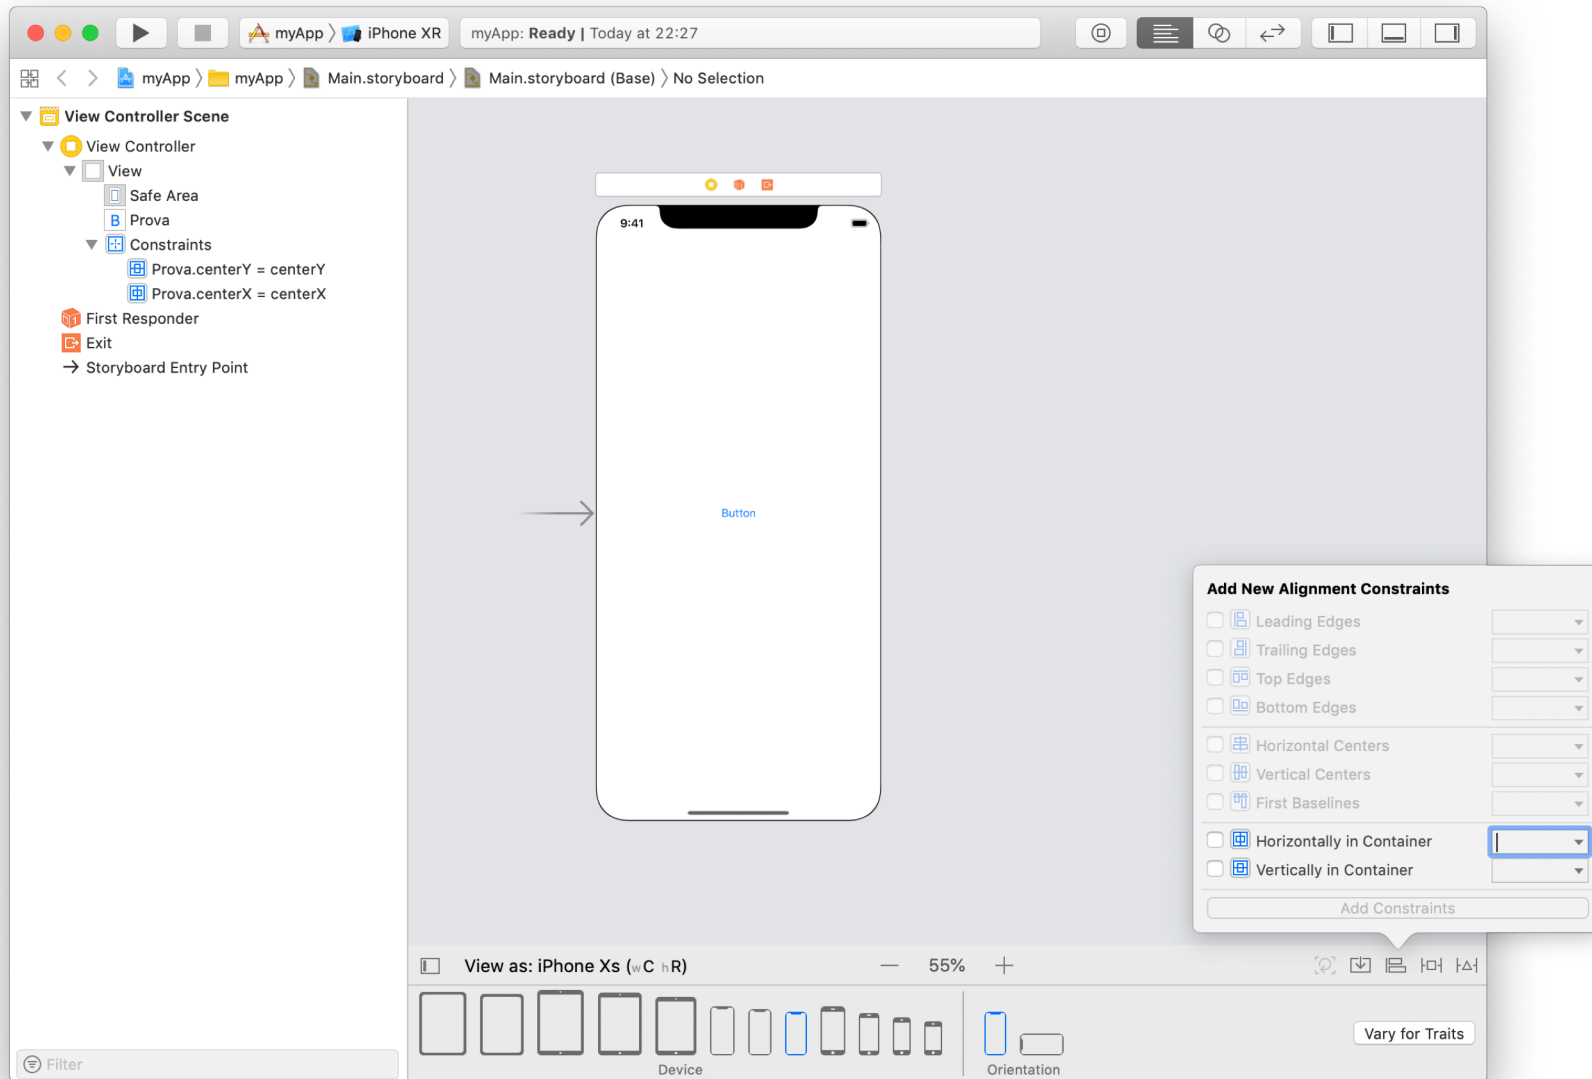 myApp iPhone XR myApp: Ready | Today at 22:27
myApp myApp Main.storyboard Main.storyboard (Base) No Selection
View Controller Scene
View Controller
View
Safe Area
B Prova
Constraints
Prova.centerY = centerY
Prova.centerX = centerX
First Responder
Exit
Storyboard Entry Point
9:41
Button
Add New Alignment Constraints
Leading Edges
Trailing Edges
Top Edges
Bottom Edges
Horizontal Centers
Vertical Centers
First Baselines
Horizontally in Container
Vertically in Container
Add Constraints
View as: iPhone Xs (wC hR) 55%
Vary for Traits
Filter
Device Orientation